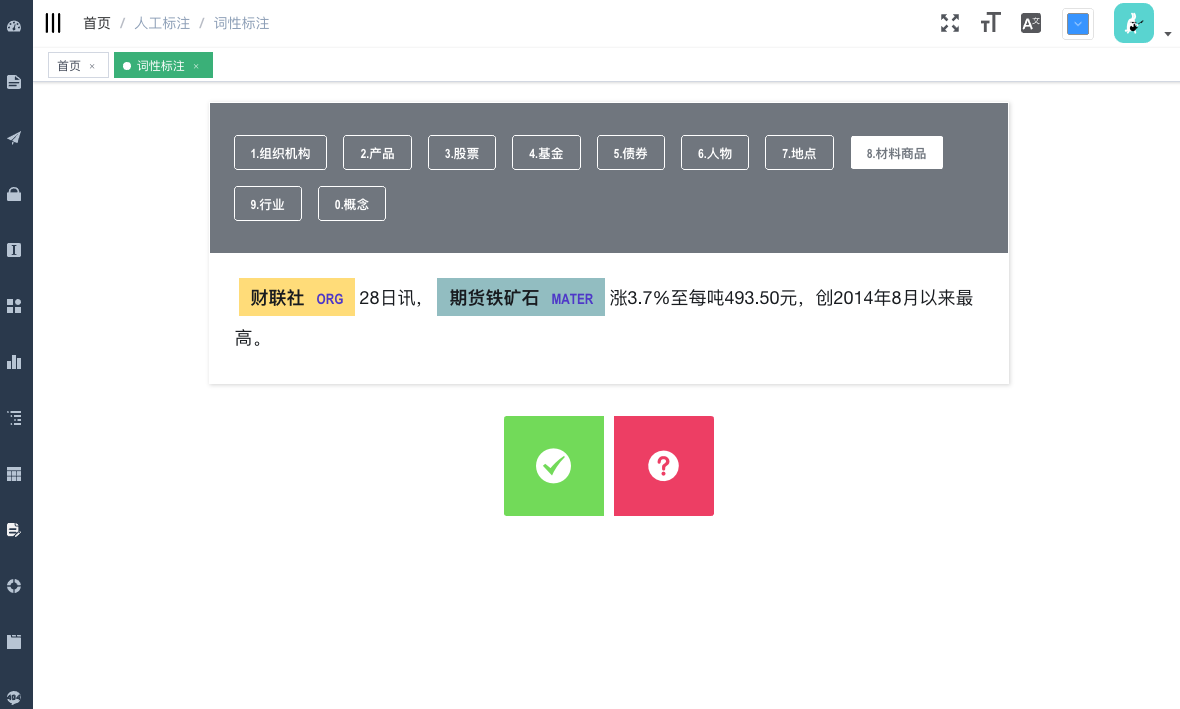 首页 / 人工标注 / 词性标注
首页 × 词性标注 ×
1.组织机构 2.产品 3.股票 4.基金 5.债券 6.人物 7.地点 8.材料商品
9.行业 0.概念
财联社 ORG 28日讯， 期货铁矿石 MATER 涨3.7%至每吨493.50元，创2014年8月以来最
高。
404